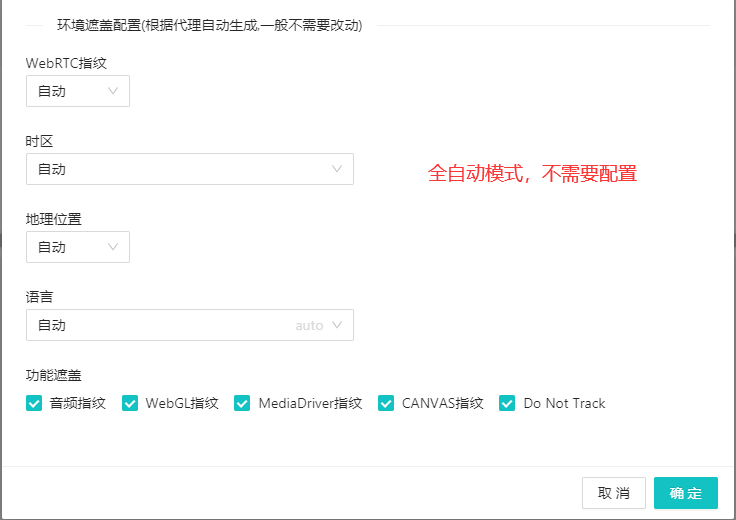 环境遮盖配置(根据代理自动生成,一般不需要改动)
WebRTC指纹
自动
时区
自动
全自动模式，不需要配置
地理位置
自动
语言
自动 auto
功能遮盖
音频指纹 WebGL指纹 MediaDriver指纹 CANVAS指纹 Do Not Track
取 消 确 定